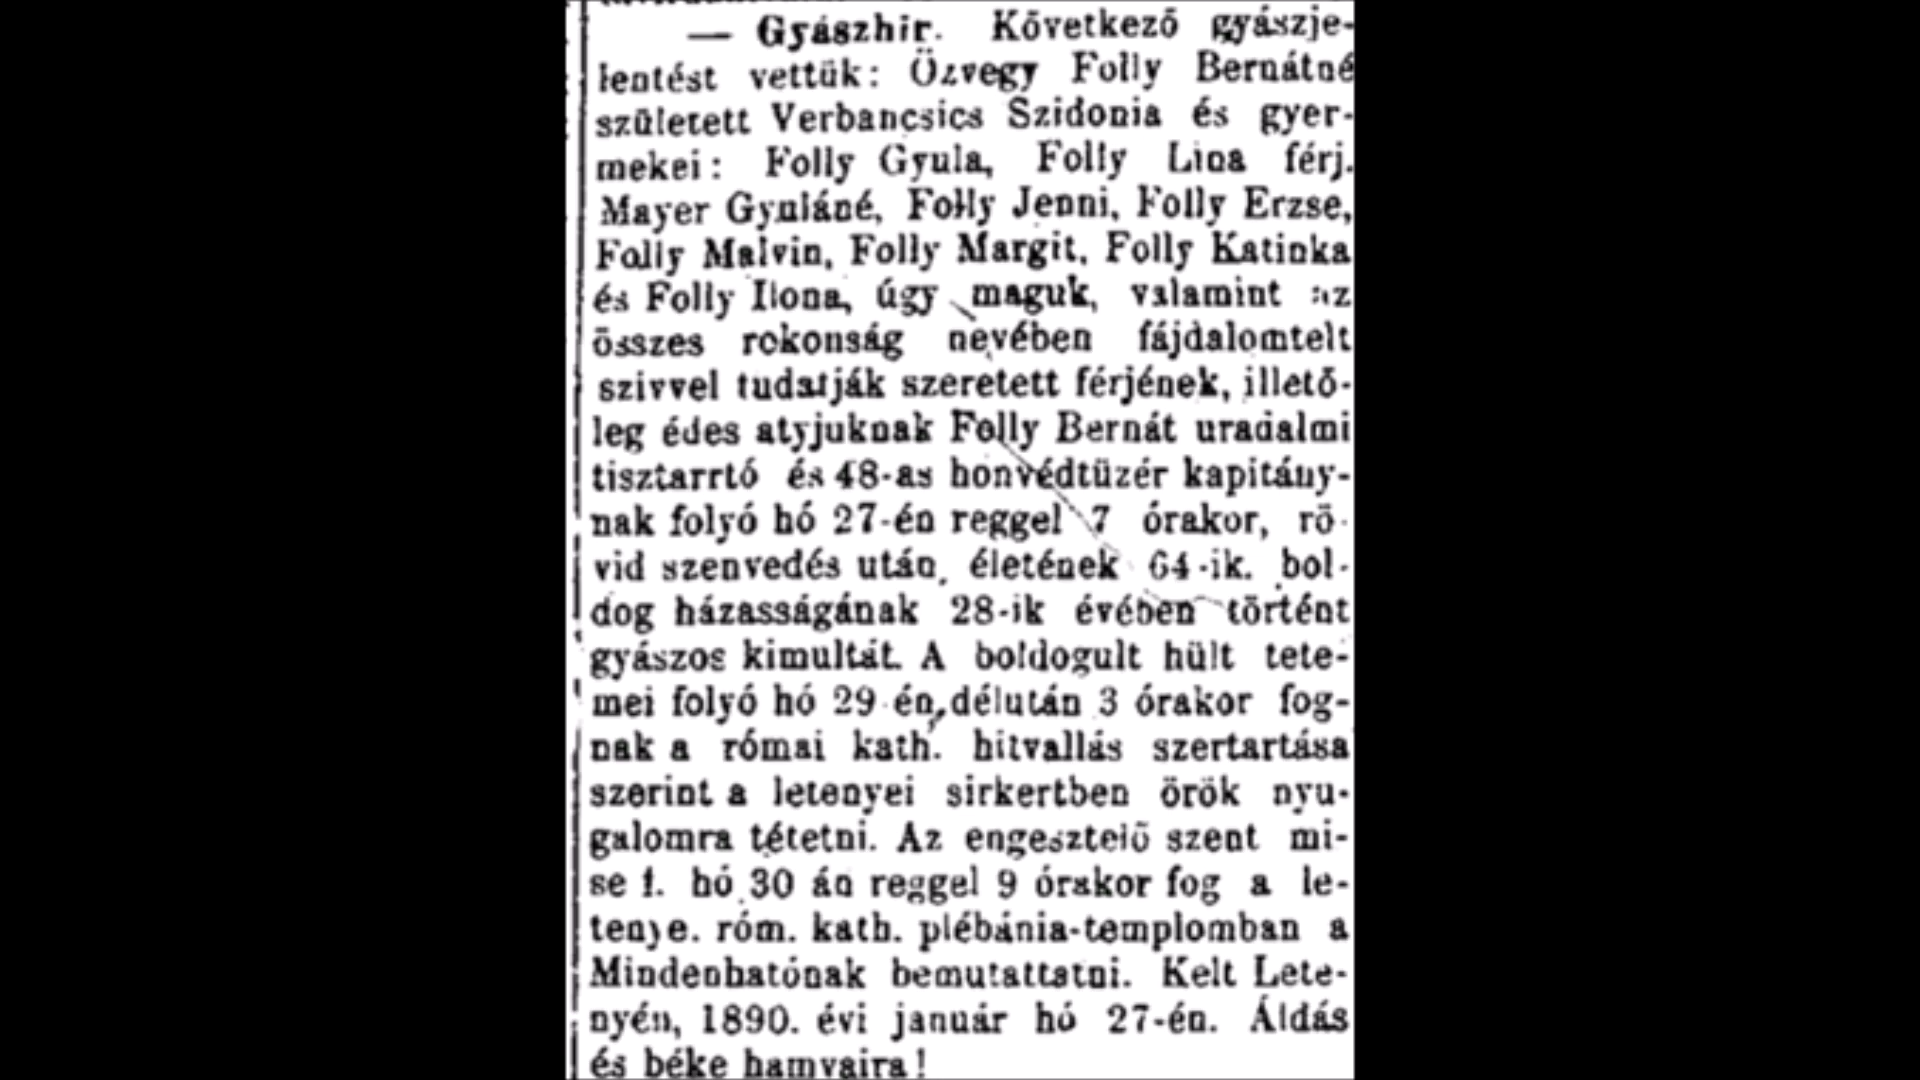 — Gyászhir. Következő gyászje-
lentést vettük: Özvegy Folly Bernátné
született Verbancsics Szidonia és gyer-
mekei: Folly Gyula, Folly Lina férj.
Mayer Gyuláné, Folly Jenni, Folly Erzse,
Folly Malvin, Folly Margit, Folly Katinka
és Folly Ilona, úgy maguk, valamint az
összes rokonság nevében fájdalomtelt
szivvel tudatják szeretett férjének, illető-
leg édes atyjuknak Folly Bernát uradalmi
tisztarrtó és 48-as honvédtüzér kapitány-
nak folyó hó 27-én reggel 7 órakor, rö-
vid szenvedés után, életének 64-ik. bol-
dog házasságának 28-ik évében történt
gyászos kimultát. A boldogult hült tete-
mei folyó hó 29-én, délután 3 órakor fog-
nak a római kath. hitvallás szertartása
szerint a letenyei sirkertben örök nyu-
galomra tétetni. Az engesztelő szent mi-
se f. hó 30 án reggel 9 órakor fog a le-
tenye. róm. kath. plébánia-templomban a
Mindenhatónak bemutattatni. Kelt Lete-
nyén, 1890. évi január hó 27-én. Áldás
és béke hamvaira!